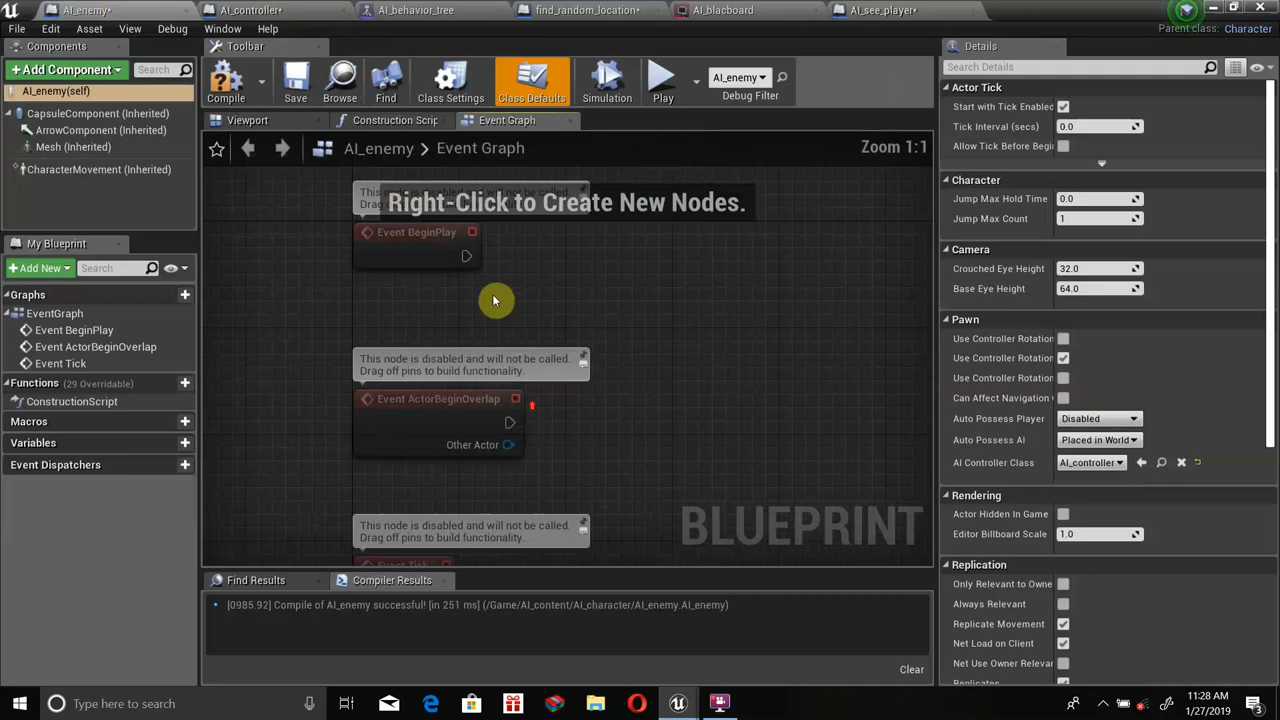 AI_enemy*
AI_controller*
AI_behavior_tree
find_random_location*
AI_blacboard
AI_see_player*
File Edit Asset View Debug Window Help
Parent class: Character
Components
+ Add Component
Search
AI_enemy(self)
CapsuleComponent (Inherited)
ArrowComponent (Inherited)
Mesh (Inherited)
CharacterMovement (Inherited)
My Blueprint
+ Add New
Search
Graphs
EventGraph
Event BeginPlay
Event ActorBeginOverlap
Event Tick
Functions (29 Overridable)
ConstructionScript
Macros
Variables
Event Dispatchers
Toolbar
Compile
Save
Browse
Find
Class Settings
Class Defaults
Simulation
Play
AI_enemy
Debug Filter
Viewport
Construction Scrip
Event Graph
AI_enemy > Event Graph
Zoom 1:1
Right-Click to Create New Nodes.
Event BeginPlay
This node is disabled and will not be called.
Drag off pins to build functionality.
Event ActorBeginOverlap
Other Actor
This node is disabled and will not be called.
Drag off pins to build functionality.
Event Tick
BLUEPRINT
Find Results
Compiler Results
[0985.92] Compile of AI_enemy successful! [in 251 ms] (/Game/AI_content/AI_character/AI_enemy.AI_enemy)
Clear
Details
Search Details
Actor Tick
Start with Tick Enabled
Tick Interval (secs) 0.0
Allow Tick Before Begin
Character
Jump Max Hold Time 0.0
Jump Max Count 1
Camera
Crouched Eye Height 32.0
Base Eye Height 64.0
Pawn
Use Controller Rotation
Use Controller Rotation
Use Controller Rotation
Can Affect Navigation
Auto Possess Player Disabled
Auto Possess AI Placed in World
AI Controller Class AI_controller
Rendering
Actor Hidden In Game
Editor Billboard Scale 1.0
Replication
Only Relevant to Owne
Always Relevant
Replicate Movement
Net Load on Client
Net Use Owner Relevar
Replicates
Type here to search
11:28 AM
1/27/2019
3